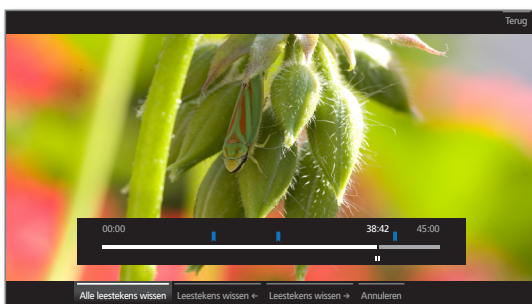 Terug
00:00 38:42 45:00
Alle leestekens wissen Leestekens wissen ← Leestekens wissen → Annuleren